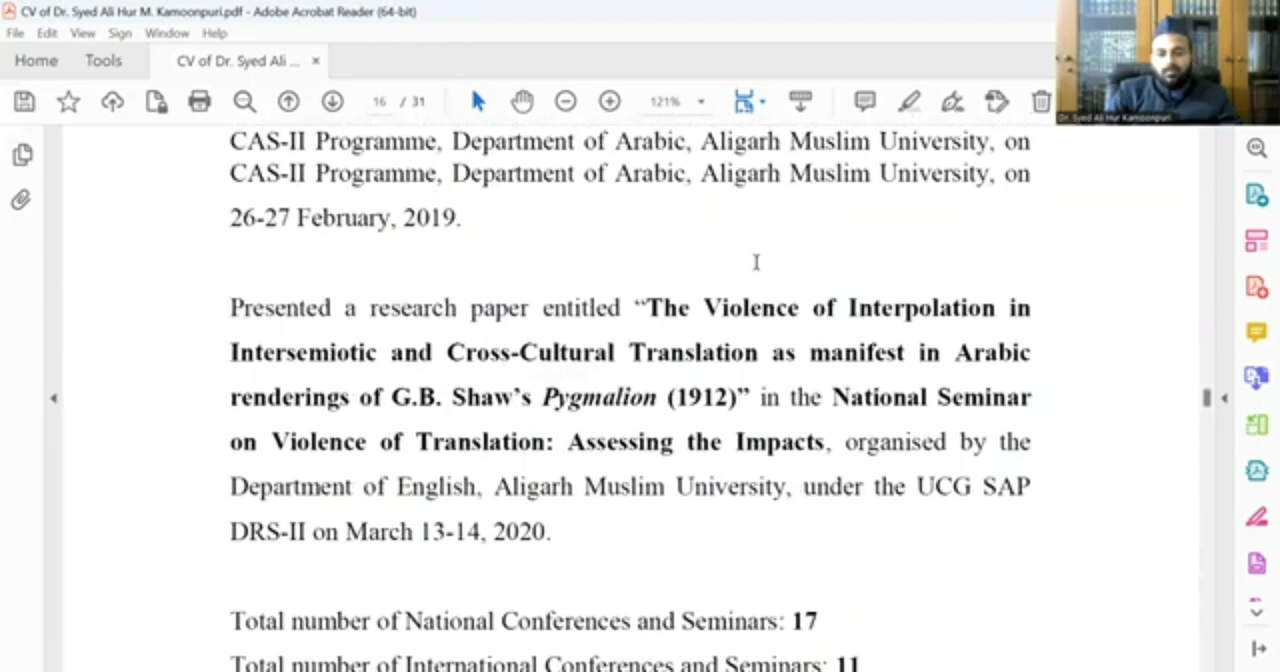 CV of Dr. Syed Ali Hur M. Kamoonpuri.pdf - Adobe Acrobat Reader (64-bit)
File Edit View Sign Window Help
Home Tools CV of Dr. Syed Ali ... ×
16 / 31 121%
Dr. Syed Ali Hur Kamoonpuri
CAS-II Programme, Department of Arabic, Aligarh Muslim University, on
CAS-II Programme, Department of Arabic, Aligarh Muslim University, on
26-27 February, 2019.
Presented a research paper entitled “The Violence of Interpolation in
Intersemiotic and Cross-Cultural Translation as manifest in Arabic
renderings of G.B. Shaw’s Pygmalion (1912)” in the National Seminar
on Violence of Translation: Assessing the Impacts, organised by the
Department of English, Aligarh Muslim University, under the UCG SAP
DRS-II on March 13-14, 2020.
Total number of National Conferences and Seminars: 17
Total number of International Conferences and Seminars: 11